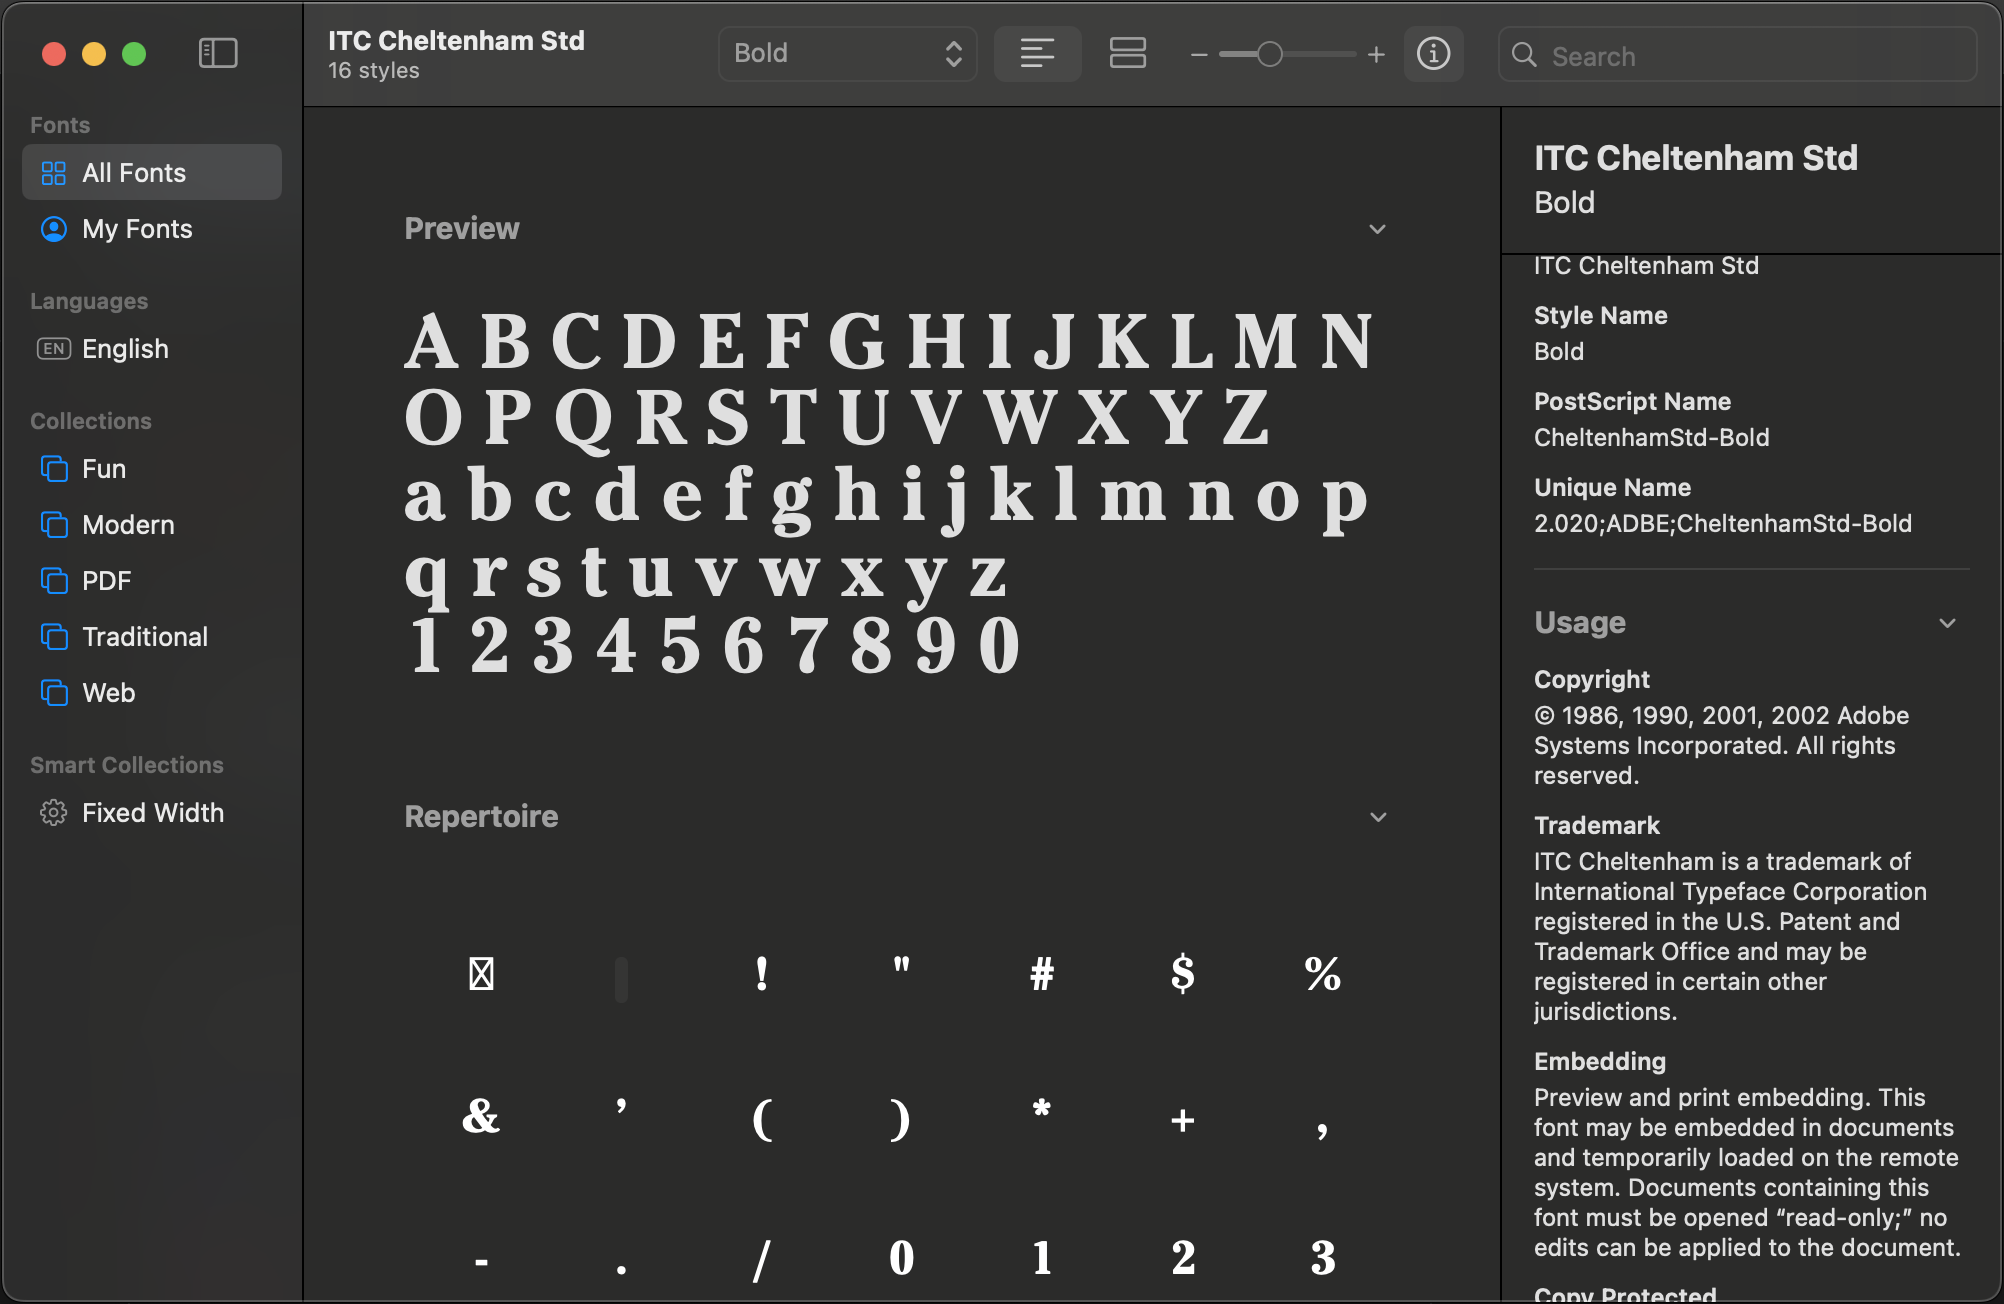 ITC Cheltenham Std
16 styles
Bold
Search
Fonts
All Fonts
My Fonts
Languages
EN English
Collections
Fun
Modern
PDF
Traditional
Web
Smart Collections
Fixed Width
Preview
A B C D E F G H I J K L M N
O P Q R S T U V W X Y Z
a b c d e f g h i j k l m n o p
q r s t u v w x y z
1 2 3 4 5 6 7 8 9 0
Repertoire
! " # $ %
& ’ ( ) * + ,
- . / 0 1 2 3
ITC Cheltenham Std
Bold
ITC Cheltenham Std
Style Name
Bold
PostScript Name
CheltenhamStd-Bold
Unique Name
2.020;ADBE;CheltenhamStd-Bold
Usage
Copyright
© 1986, 1990, 2001, 2002 Adobe
Systems Incorporated. All rights
reserved.
Trademark
ITC Cheltenham is a trademark of
International Typeface Corporation
registered in the U.S. Patent and
Trademark Office and may be
registered in certain other
jurisdictions.
Embedding
Preview and print embedding. This
font may be embedded in documents
and temporarily loaded on the remote
system. Documents containing this
font must be opened “read-only;” no
edits can be applied to the document.
Copy Protected